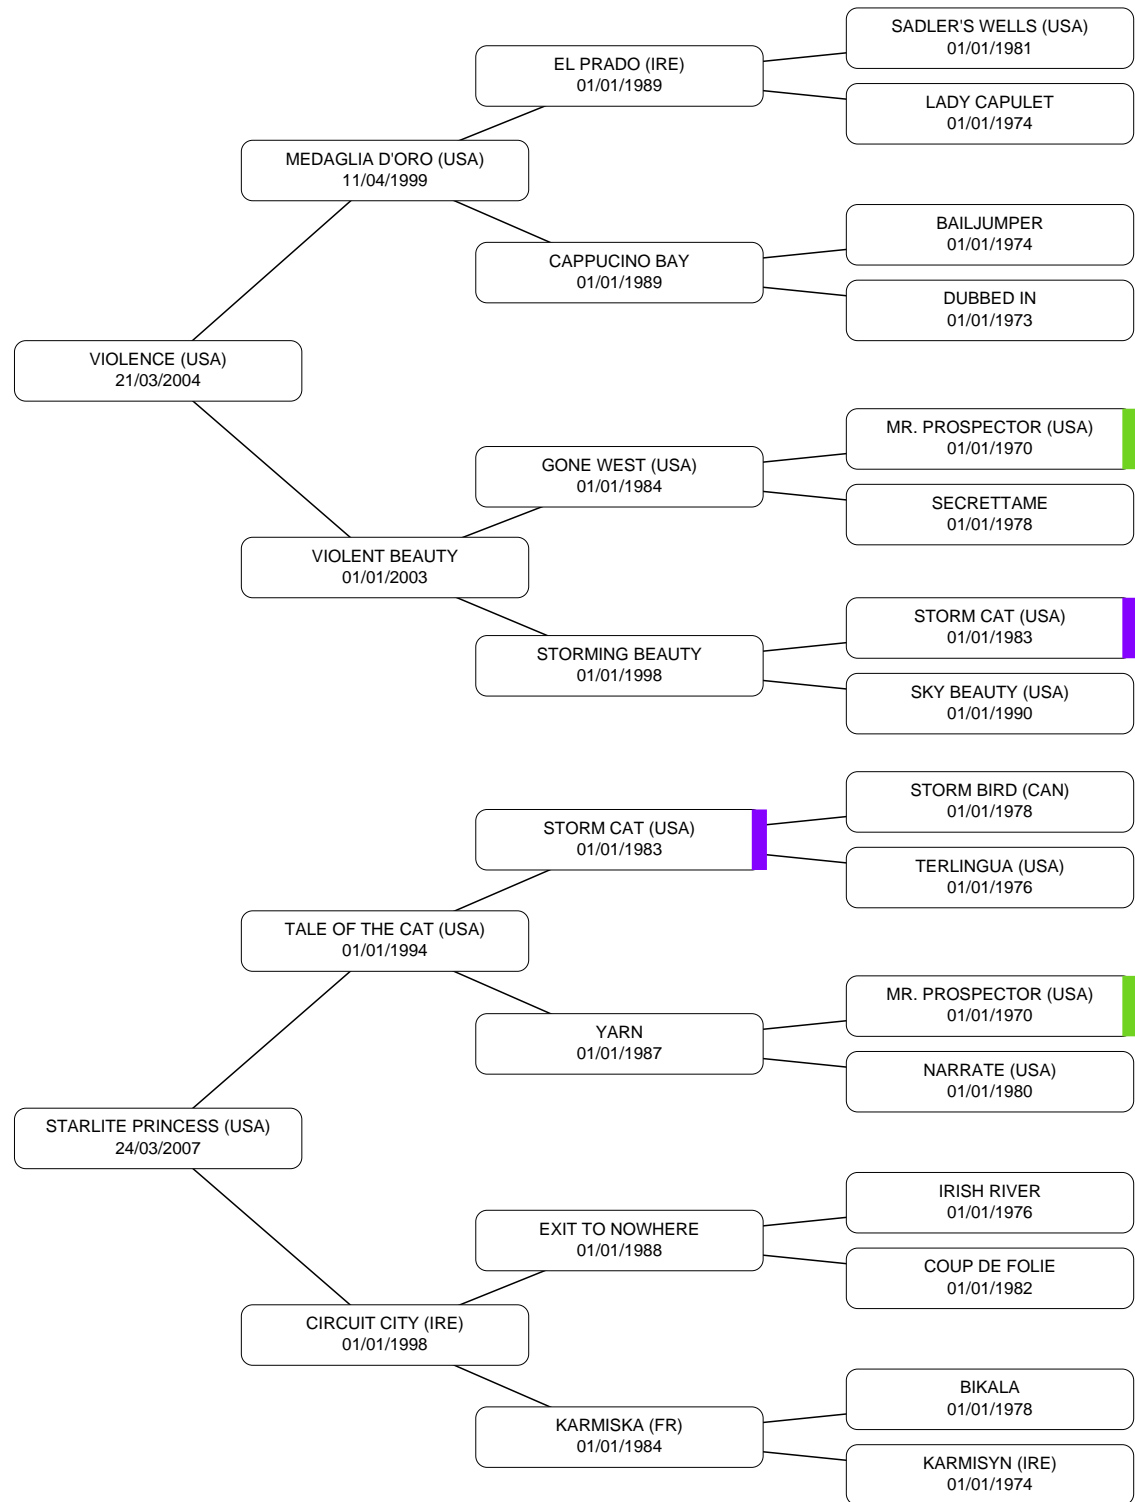 SADLER'S WELLS (USA)
01/01/1981
EL PRADO (IRE)
01/01/1989
LADY CAPULET
01/01/1974
MEDAGLIA D'ORO (USA)
11/04/1999
BAILJUMPER
01/01/1974
CAPPUCINO BAY
01/01/1989
DUBBED IN
01/01/1973
VIOLENCE (USA)
21/03/2004
MR. PROSPECTOR (USA)
01/01/1970
GONE WEST (USA)
01/01/1984
SECRETTAME
01/01/1978
VIOLENT BEAUTY
01/01/2003
STORM CAT (USA)
01/01/1983
STORMING BEAUTY
01/01/1998
SKY BEAUTY (USA)
01/01/1990
STORM BIRD (CAN)
01/01/1978
STORM CAT (USA)
01/01/1983
TERLINGUA (USA)
01/01/1976
TALE OF THE CAT (USA)
01/01/1994
MR. PROSPECTOR (USA)
01/01/1970
YARN
01/01/1987
NARRATE (USA)
01/01/1980
STARLITE PRINCESS (USA)
24/03/2007
IRISH RIVER
01/01/1976
EXIT TO NOWHERE
01/01/1988
COUP DE FOLIE
01/01/1982
CIRCUIT CITY (IRE)
01/01/1998
BIKALA
01/01/1978
KARMISKA (FR)
01/01/1984
KARMISYN (IRE)
01/01/1974